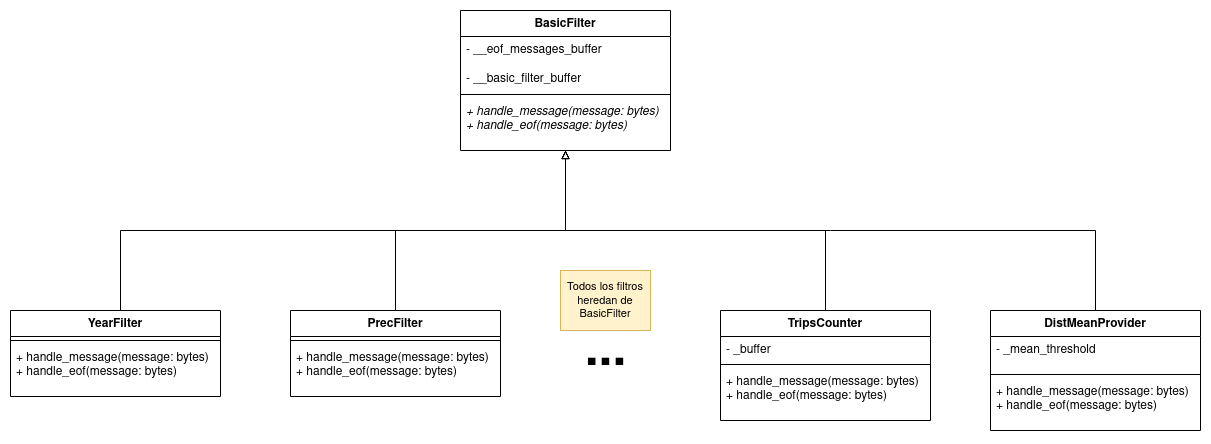 BasicFilter
- __eof_messages_buffer
- __basic_filter_buffer
+ handle_message(message: bytes)
+ handle_eof(message: bytes)
Todos los filtros
heredan de
BasicFilter
YearFilter
+ handle_message(message: bytes)
+ handle_eof(message: bytes)
PrecFilter
+ handle_message(message: bytes)
+ handle_eof(message: bytes)
...
TripsCounter
- _buffer
+ handle_message(message: bytes)
+ handle_eof(message: bytes)
DistMeanProvider
- _mean_threshold
+ handle_message(message: bytes)
+ handle_eof(message: bytes)